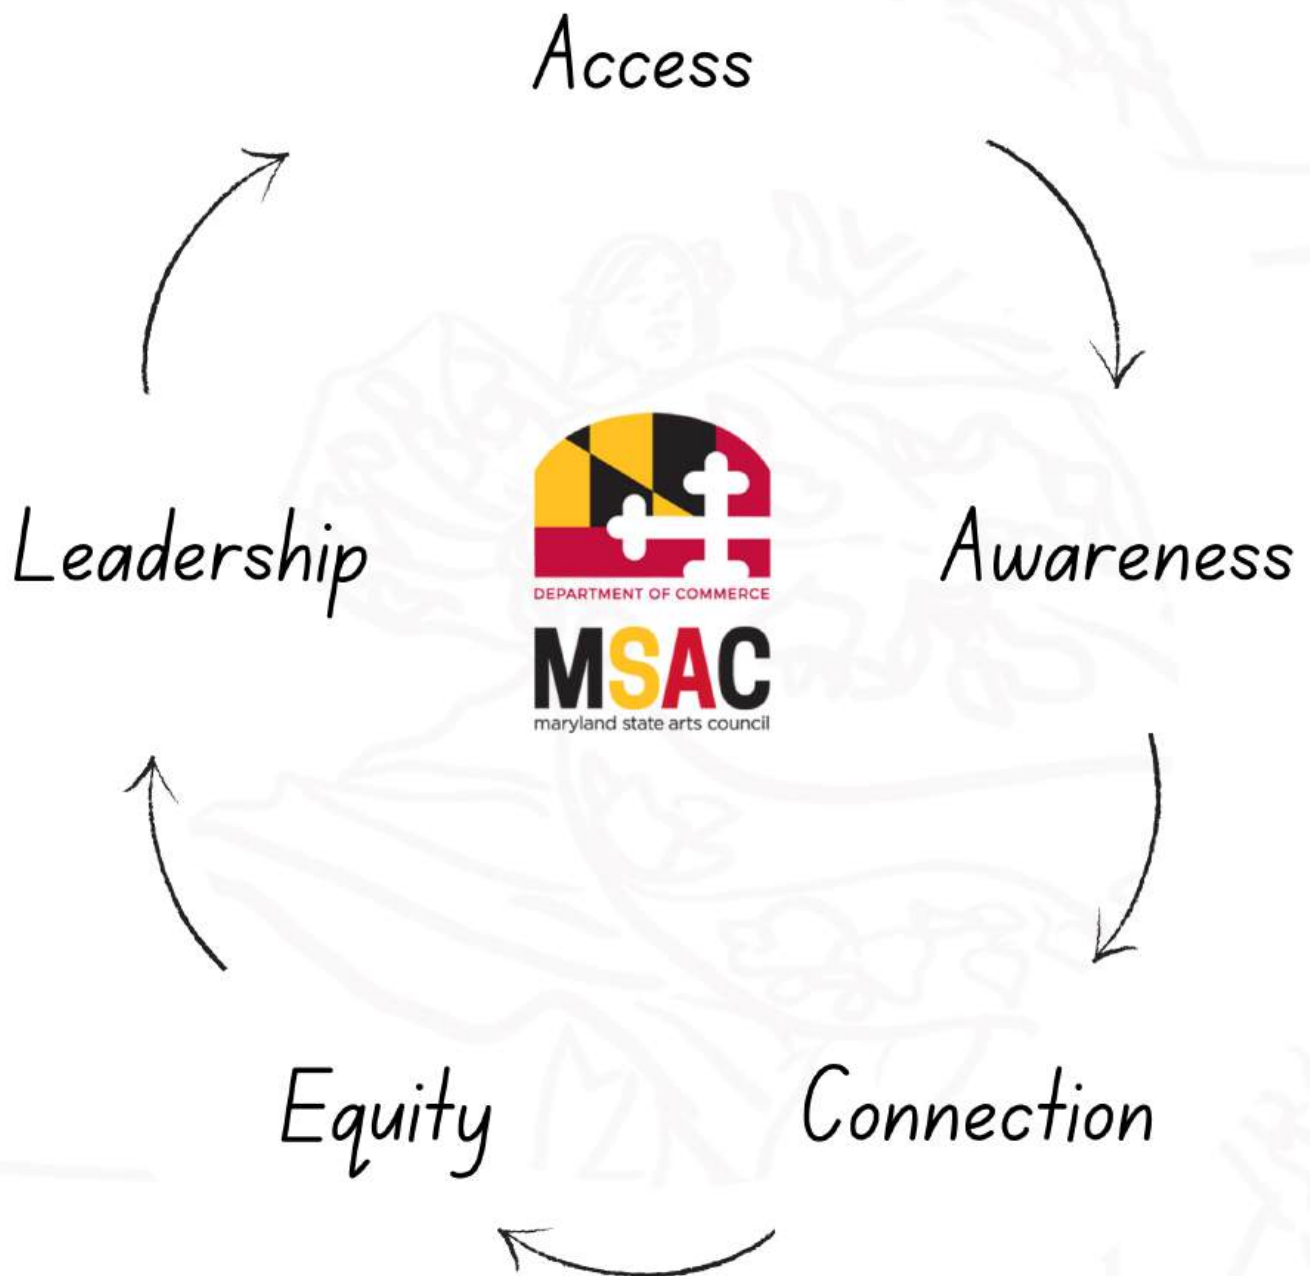 Access
Leadership
Awareness
DEPARTMENT OF COMMERCE
MSAC
maryland state arts council
Equity
Connection